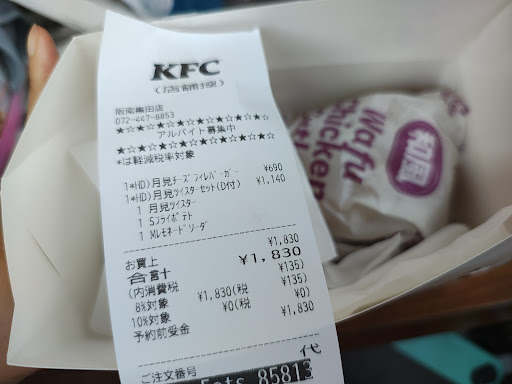 KFC
(店舗控)
阪南黒田店
072-447-8853
★☆★☆★☆★☆★☆★☆★☆★☆
アルバイト募集中
★☆★☆★☆★☆★☆★☆★☆★☆
*は軽減税率対象
1*HD)月見チーズフィレバーガー ¥690
1*HD)月見ツイスターセット(D付) ¥1,140
1 月見ツイスター
1 Sフライポテト
1 Mレモネードソーダ
お買上 ¥1,830
合計 ¥1,830
(内消費税 ¥135)
8%対象 ¥1,830(税 ¥135)
10%対象 ¥0(税 ¥0)
予約前受金 ¥1,830
代
ご注文番号
Eats 85813
和風
Wafu
Chicken